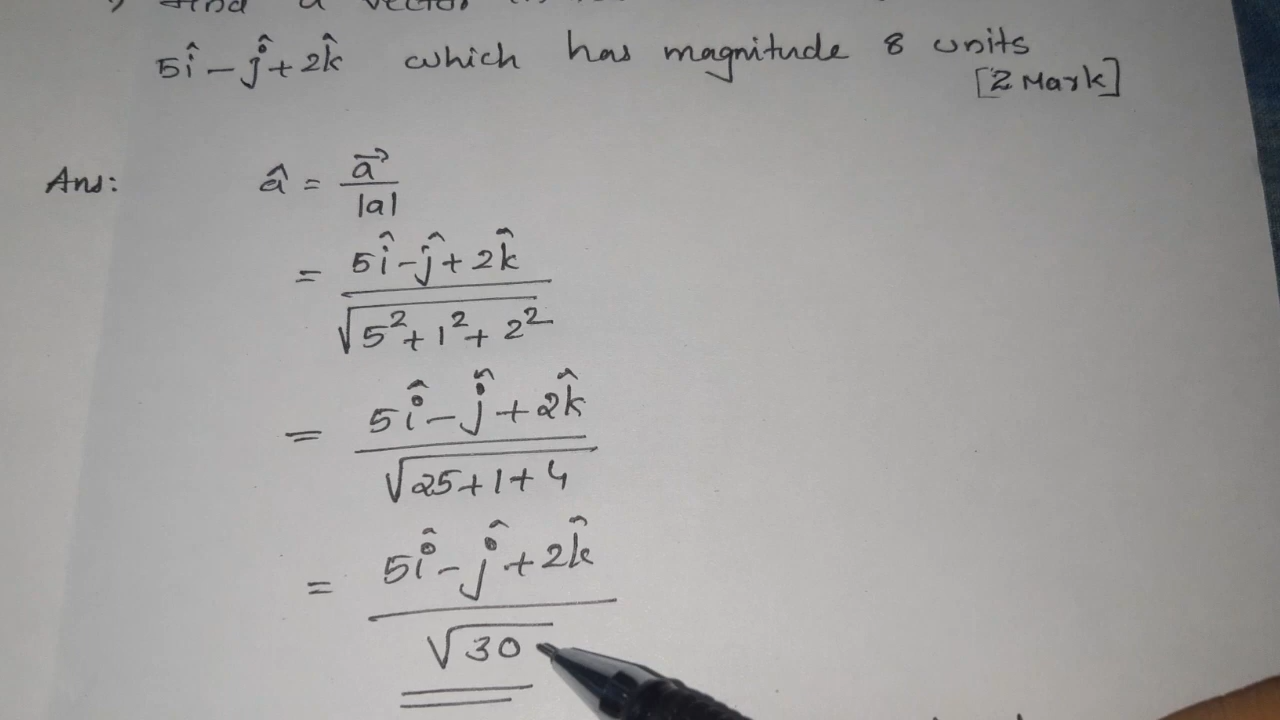 a vector
5î - ĵ + 2k̂ which has magnitude 8 units
[2 Mark]
Ans: â = a⃗ / |a|
= 5î - ĵ + 2k̂ / √5² + 1² + 2²
= 5î - ĵ + 2k̂ / √25 + 1 + 4
= 5î - ĵ + 2k̂ / √30